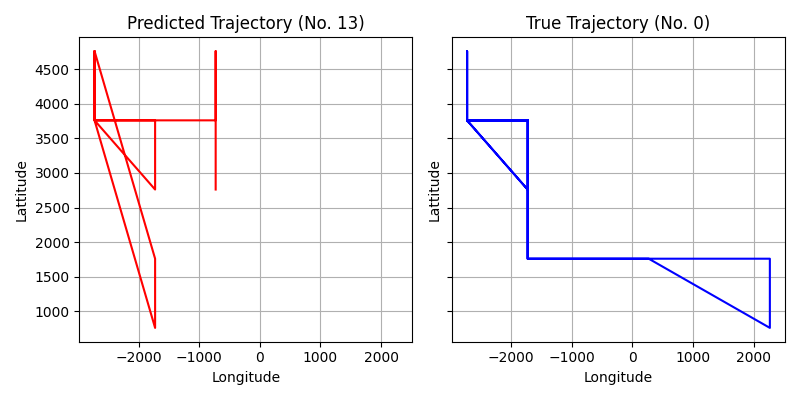 Predicted Trajectory (No. 13)
True Trajectory (No. 0)
Lattitude
4500
4000
3500
3000
2500
2000
1500
1000
−2000 −1000 0 1000 2000
Longitude
Lattitude
−2000 −1000 0 1000 2000
Longitude